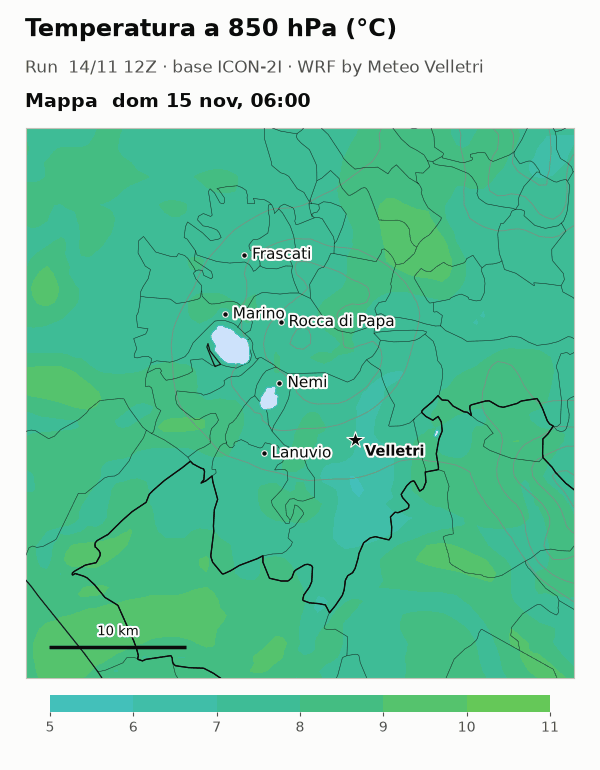 Temperatura a 850 hPa (°C)
Run  14/11 12Z · base ICON-2I · WRF by Meteo Velletri
Mappa  dom 15 nov, 06:00
Frascati
Marino
Rocca di Papa
Nemi
Velletri
Lanuvio
10 km
5 6 7 8 9 10 11